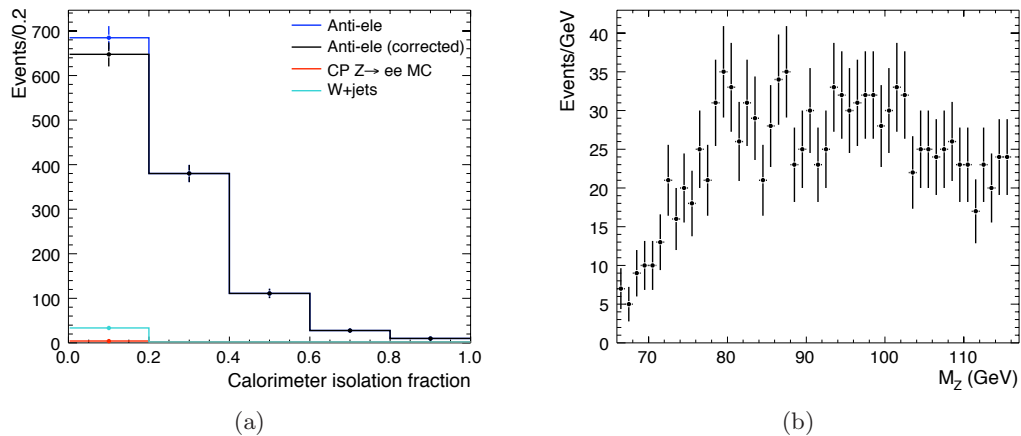 Events/0.2
700
600
500
400
300
200
100
0
0.0 0.2 0.4 0.6 0.8 1.0
Calorimeter isolation fraction
Anti-ele
Anti-ele (corrected)
CP Z→ ee MC
W+jets
(a)
Events/GeV
40
35
30
25
20
15
10
5
0
70 80 90 100 110
M_Z (GeV)
(b)